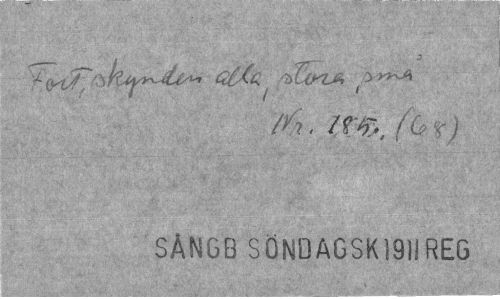 Fort, skynden alla, stora, små
Nr. 185. (68)
SÅNGB SÖNDAGSK 1911 REG